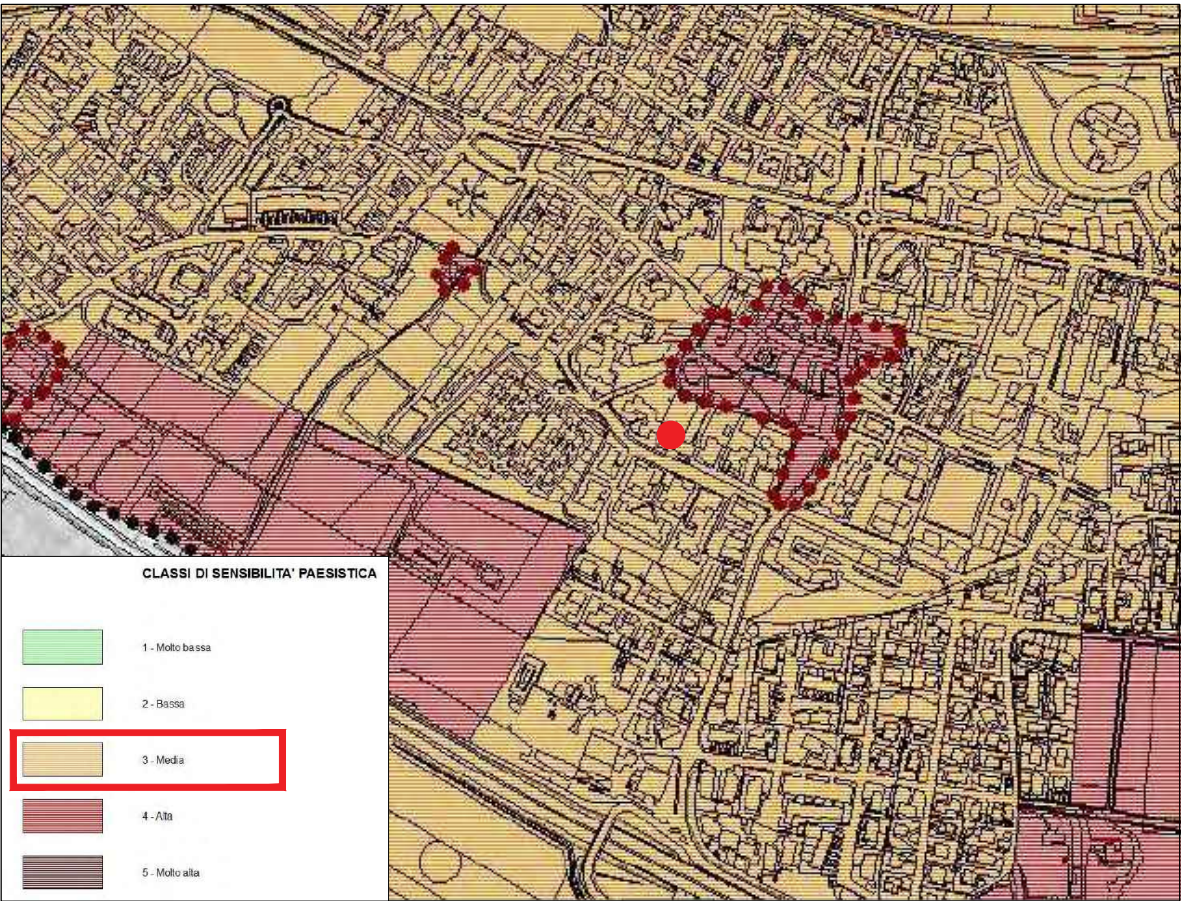 CLASSI DI SENSIBILITA' PAESISTICA
1 - Molto bassa
2 - Bassa
3 - Media
4 - Alta
5 - Molto alta